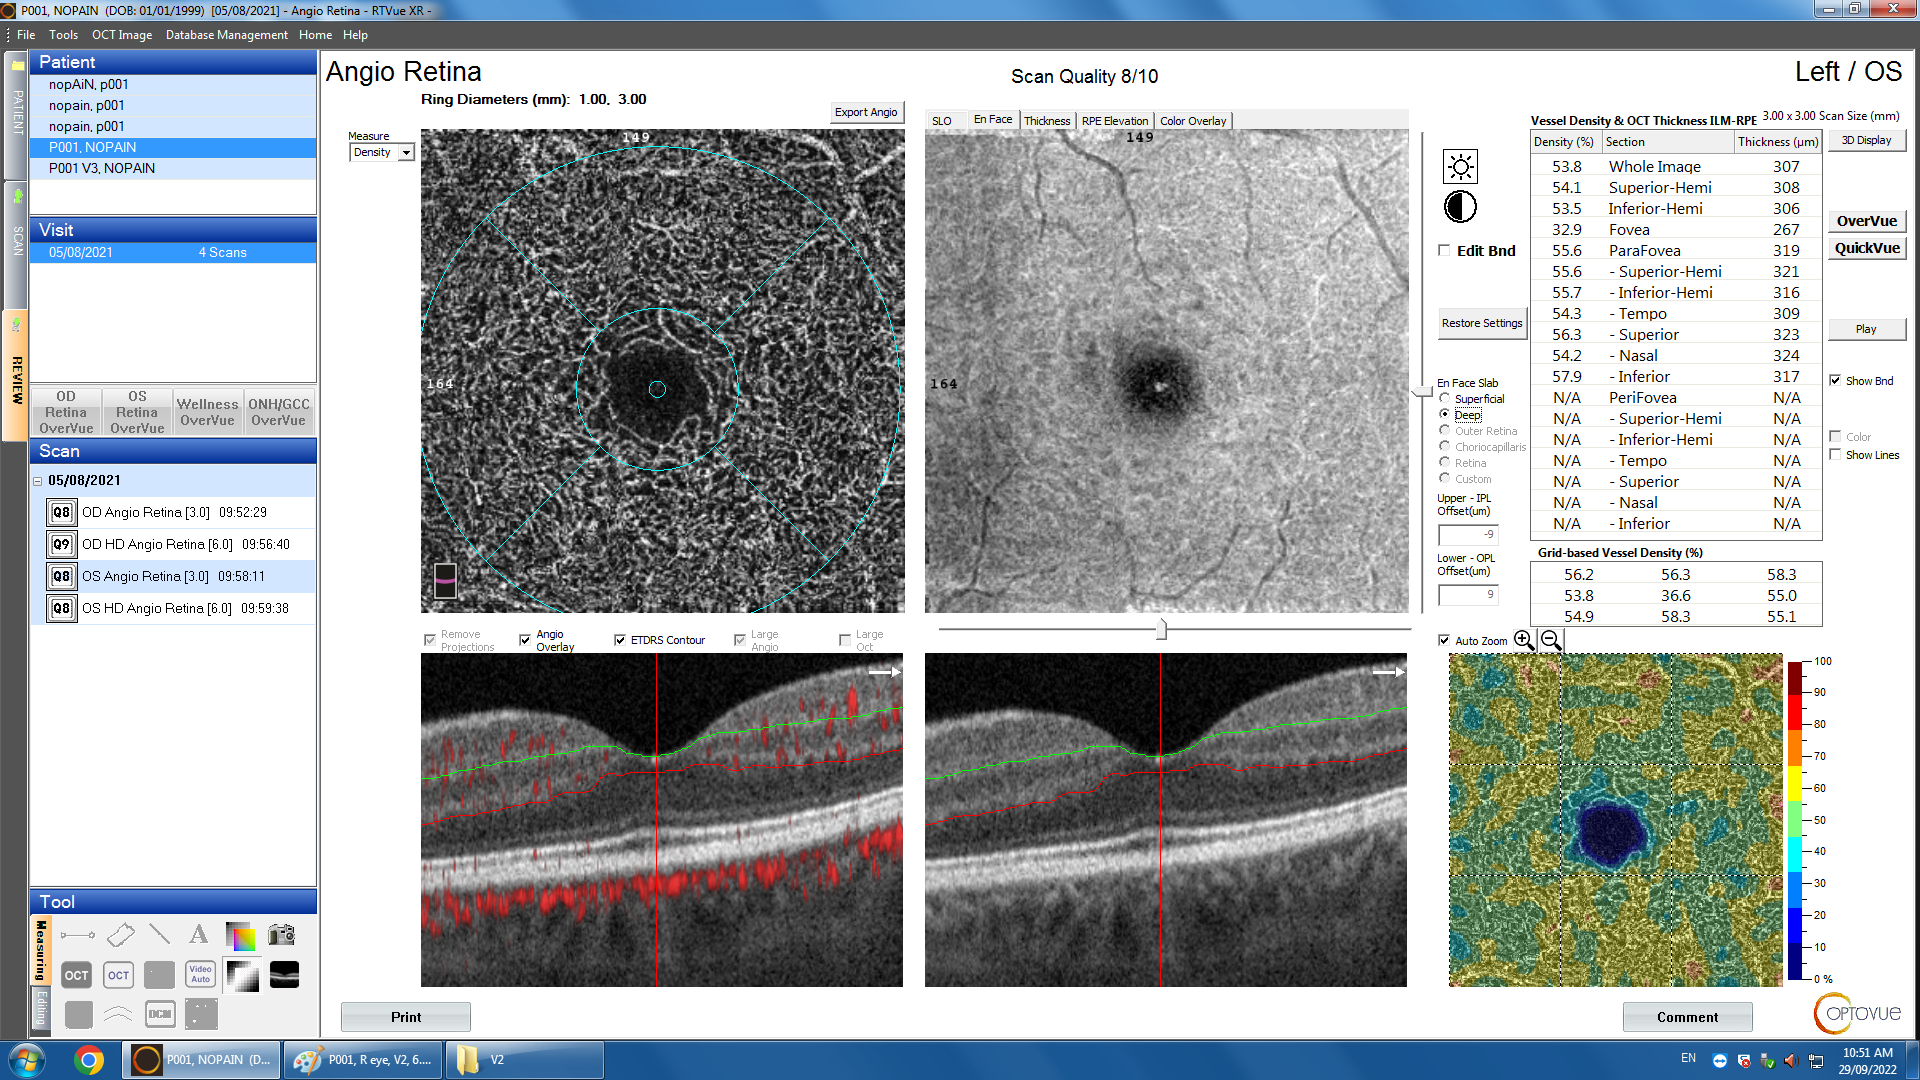 P001, NOPAIN  (DOB: 01/01/1999)  [05/08/2021] - Angio Retina - RTVue XR -
File Tools OCT Image Database Management Home Help
PATIENT
SCAN
REVIEW
Patient
nopAiN, p001
nopain, p001
nopain, p001
P001, NOPAIN
P001 V3, NOPAIN
Visit
05/08/2021 4 Scans
OD Retina OverVue
OS Retina OverVue
Wellness OverVue
ONH/GCC OverVue
Scan
05/08/2021
Q8 OD Angio Retina [3.0] 09:52:29
Q9 OD HD Angio Retina [6.0] 09:56:40
Q8 OS Angio Retina [3.0] 09:58:11
Q8 OS HD Angio Retina [6.0] 09:59:38
Tool
Measuring
Editing
A
OCT
OCT
Video Auto
DCM
Angio Retina
Scan Quality 8/10
Left / OS
Ring Diameters (mm): 1.00, 3.00
Export Angio
Measure
Density
149
164
SLO En Face Thickness RPE Elevation Color Overlay
149
164
Edit Bnd
Restore Settings
En Face Slab
Superficial
Deep
Outer Retina
Choriocapillaris
Retina
Custom
Upper - IPL
Offset(um)
-9
Lower - OPL
Offset(um)
9
Remove Projections
Angio Overlay
ETDRS Contour
Large Angio
Large Oct
Auto Zoom
Vessel Density & OCT Thickness ILM-RPE 3.00 x 3.00 Scan Size (mm)
Density (%) Section Thickness (µm)
53.8 Whole Image 307
54.1 Superior-Hemi 308
53.5 Inferior-Hemi 306
32.9 Fovea 267
55.6 ParaFovea 319
55.6 - Superior-Hemi 321
55.7 - Inferior-Hemi 316
54.3 - Tempo 309
56.3 - Superior 323
54.2 - Nasal 324
57.9 - Inferior 317
N/A PeriFovea N/A
N/A - Superior-Hemi N/A
N/A - Inferior-Hemi N/A
N/A - Tempo N/A
N/A - Superior N/A
N/A - Nasal N/A
N/A - Inferior N/A
Grid-based Vessel Density (%)
56.2 56.3 58.3
53.8 36.6 55.0
54.9 58.3 55.1
3D Display
OverVue
QuickVue
Play
Show Bnd
Color
Show Lines
100
90
80
70
60
50
40
30
20
10
0 %
Print
Comment
OPTOVUE
P001, NOPAIN (D...
P001, R eye, V2, 6....
V2
EN
10:51 AM
29/09/2022